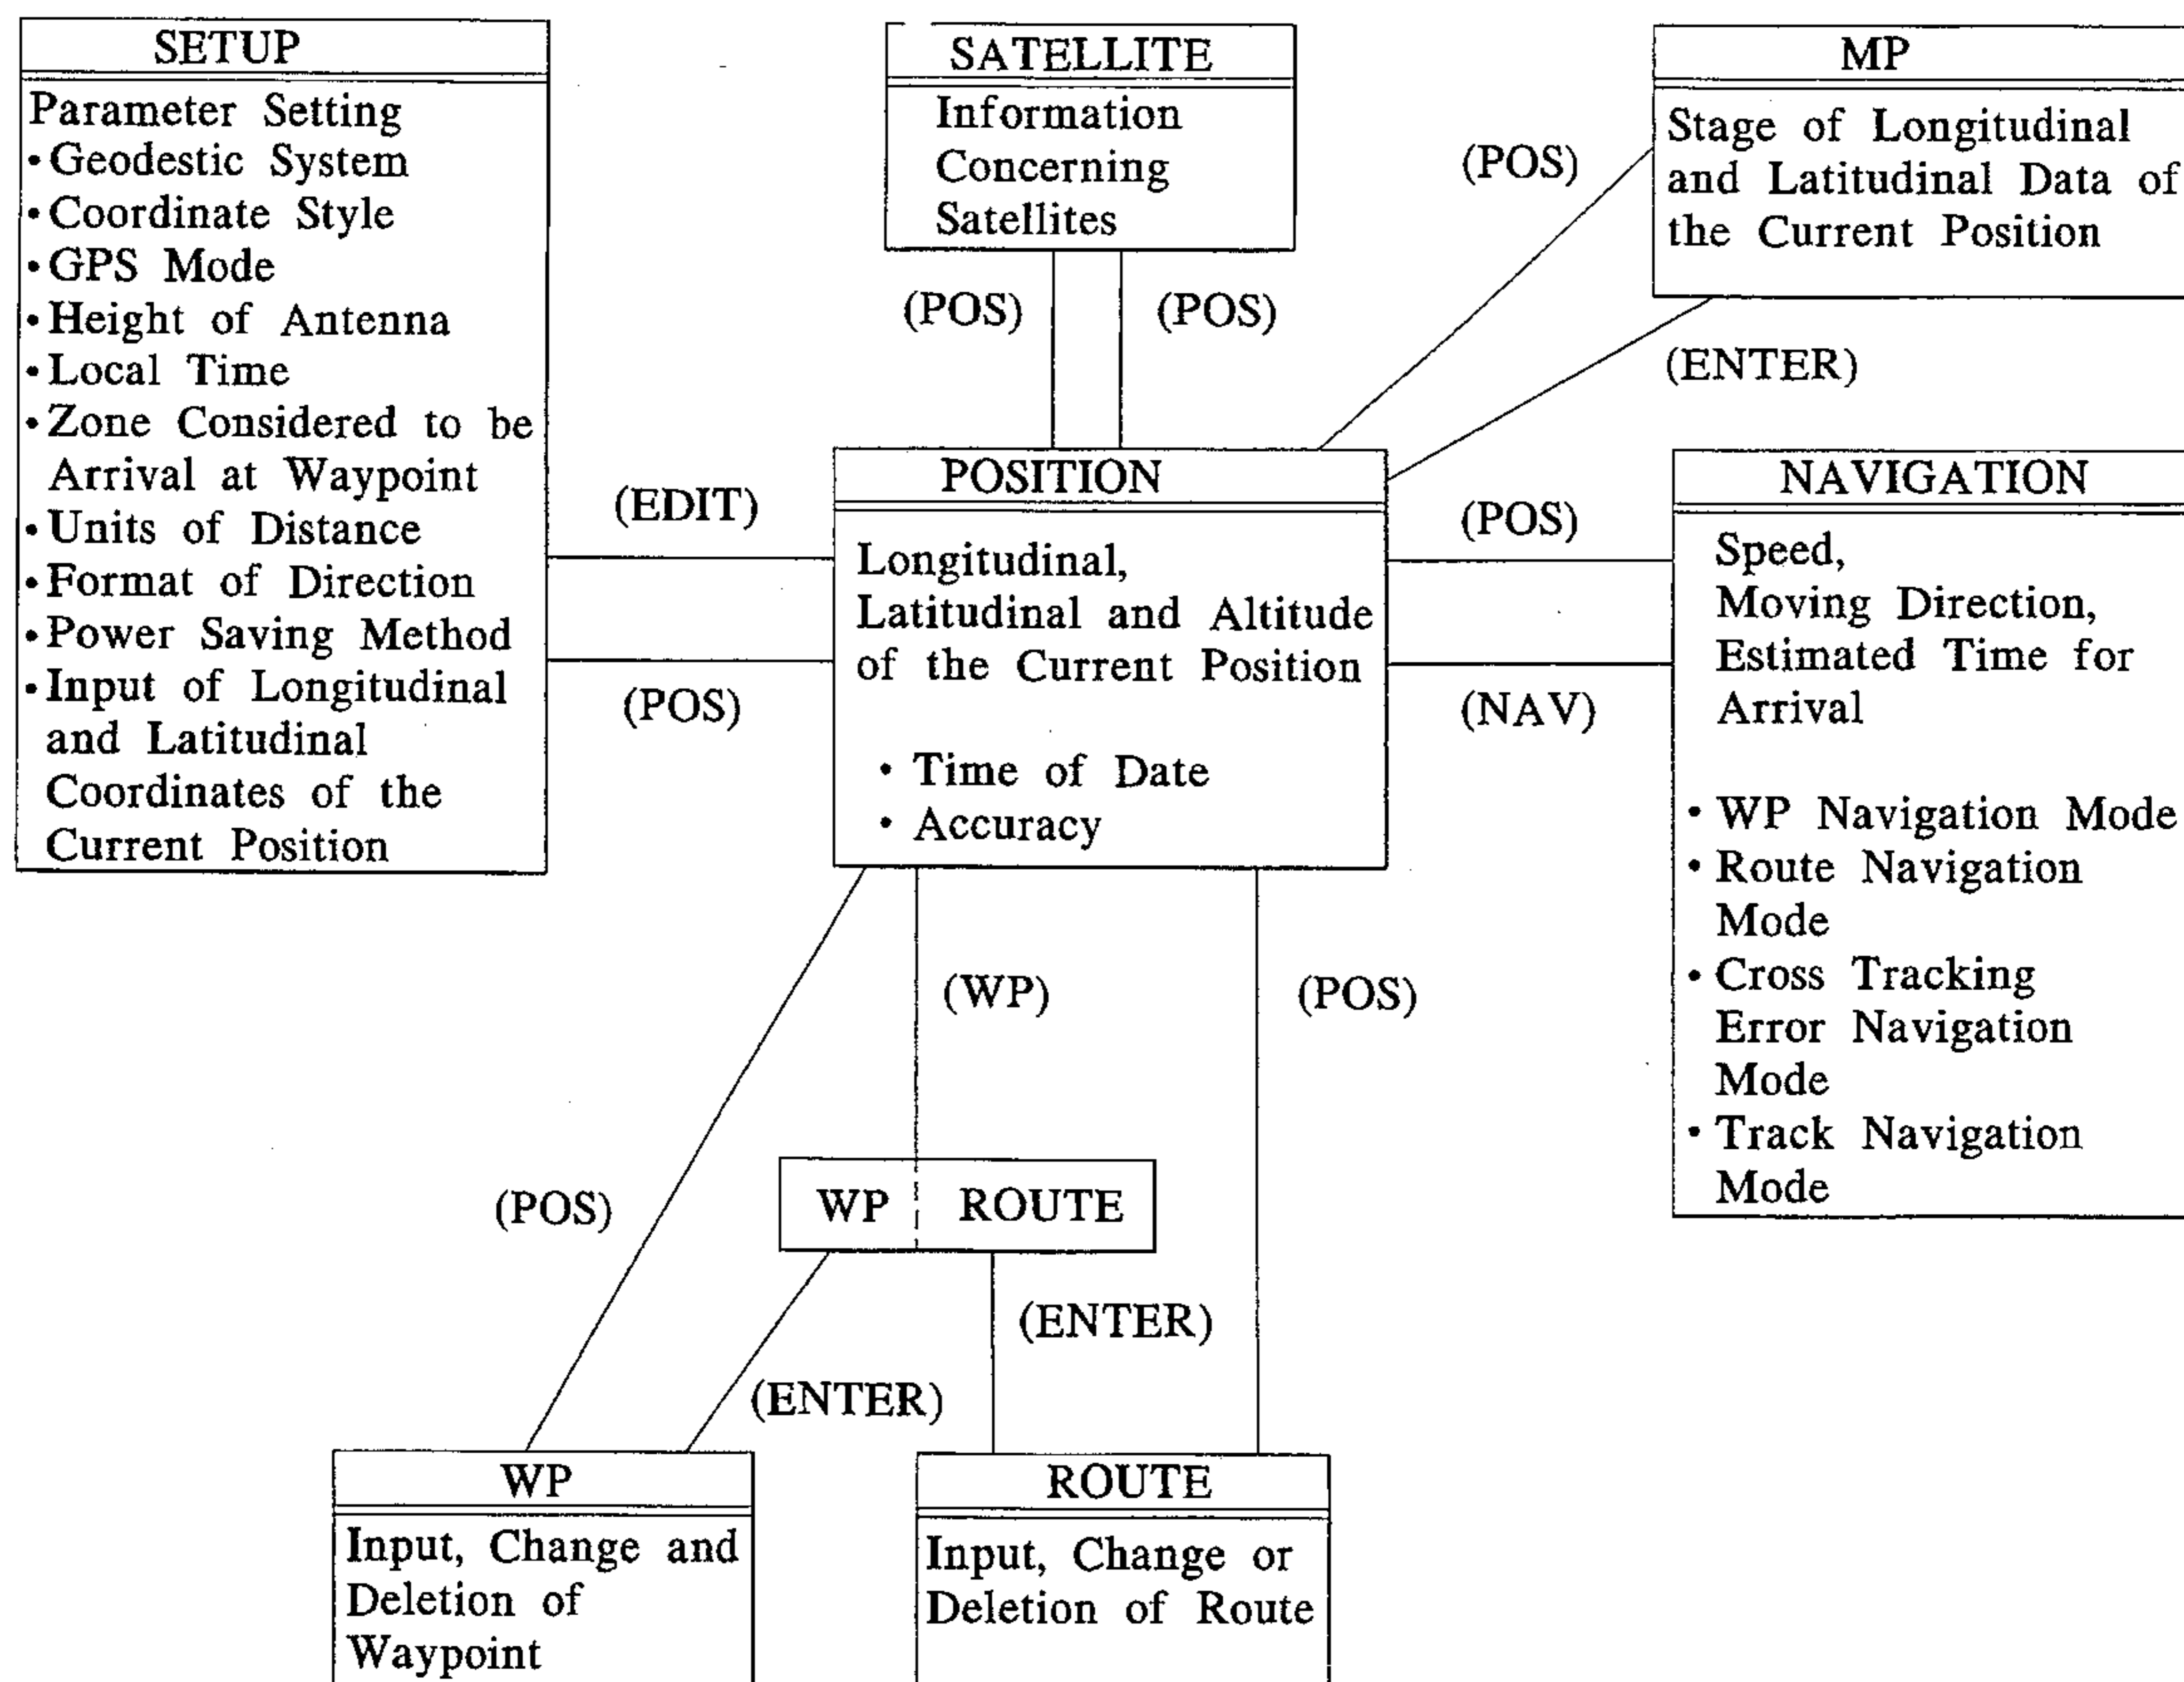 SETUP
Parameter Setting
•Geodestic System
•Coordinate Style
•GPS Mode
•Height of Antenna
•Local Time
•Zone Considered to be
Arrival at Waypoint
•Units of Distance
•Format of Direction
•Power Saving Method
•Input of Longitudinal
and Latitudinal
Coordinates of the
Current Position
SATELLITE
Information
Concerning
Satellites
MP
Stage of Longitudinal
and Latitudinal Data of
the Current Position
(POS)
(POS)
(POS)
(ENTER)
(EDIT)
(POS)
POSITION
Longitudinal,
Latitudinal and Altitude
of the Current Position
• Time of Date
• Accuracy
(POS)
(NAV)
NAVIGATION
Speed,
Moving Direction,
Estimated Time for
Arrival
• WP Navigation Mode
• Route Navigation
Mode
• Cross Tracking
Error Navigation
Mode
• Track Navigation
Mode
(WP)
(POS)
(POS)
WP ROUTE
(ENTER)
(ENTER)
WP
Input, Change and
Deletion of
Waypoint
ROUTE
Input, Change or
Deletion of Route